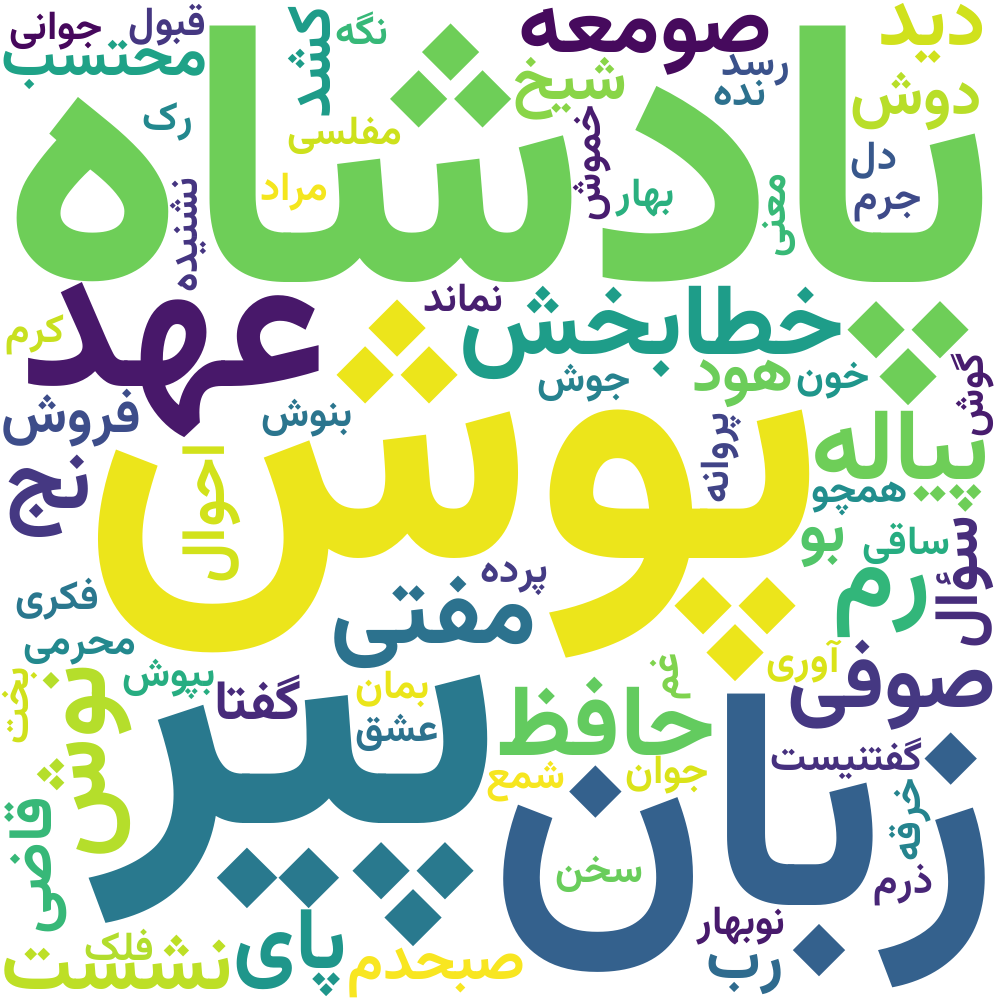 قبول
جوانی
محتسب
کشد
نگه
صومعه
دید
رسد
نده
شیخ
دوش
رک
مفلسی
خموش
پادشاه
دل
جرم
مراد
بهار
معنی
نشنیده
عهد
نماند
خطابخش
کرم
جوش
هود
خون
گوش
فروش
بنوش
پروانه
پیاله
پوش
نج
احوال
همچو
بو
ساقی
سؤال
پرده
رم
فکری
مفتی
محرمی
آوری
صوفی
بپوش
غم
بخت
نوش
گفتا
بمان
عشق
حافظ
پیر
گفتنیست
جوان
شمع
زبان
خرقه
قاضی
سخن
ذرم
نوبهار
پای
فلک
نشست
صبحدم
رب